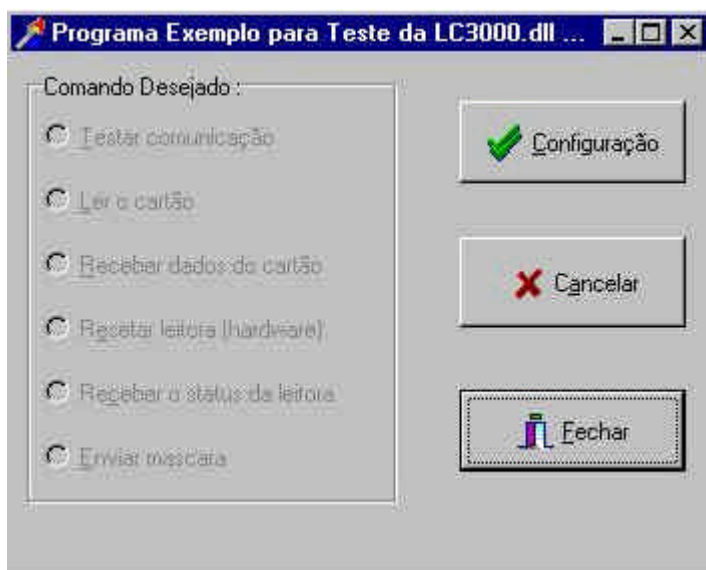 Programa Exemplo para Teste da LC3000.dll ...
Comando Desejado :
Testar comunicação
Ler o cartão
Receber dados do cartão
Resetar leitora (hardware)
Receber o status da leitora
Enviar mascara
Configuração
Cancelar
Fechar